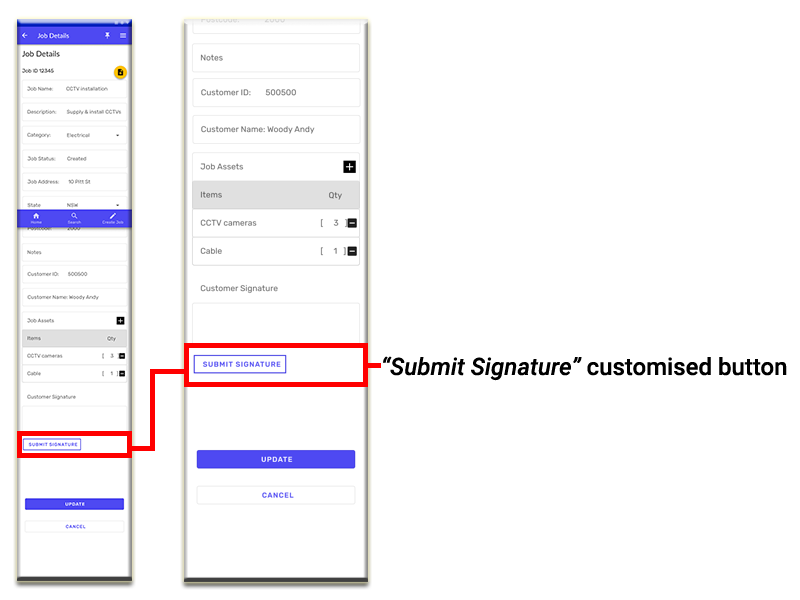 Job Details
Job Details
Job ID 12345
Job Name: CCTV installation
Description: Supply & install CCTVs
Category: Electrical
Job Status: Created
Job Address: 10 Pitt St
State NSW
Home Search Create Job
Postcode: 2000
Notes
Customer ID: 500500
Customer Name: Woody Andy
Job Assets
Items Qty
CCTV cameras [ 3 ]
Cable [ 1 ]
Customer Signature
SUBMIT SIGNATURE
UPDATE
CANCEL
Postcode: 2000
Notes
Customer ID: 500500
Customer Name: Woody Andy
Job Assets
Items Qty
CCTV cameras [ 3 ]
Cable [ 1 ]
Customer Signature
SUBMIT SIGNATURE
UPDATE
CANCEL
“Submit Signature” customised button